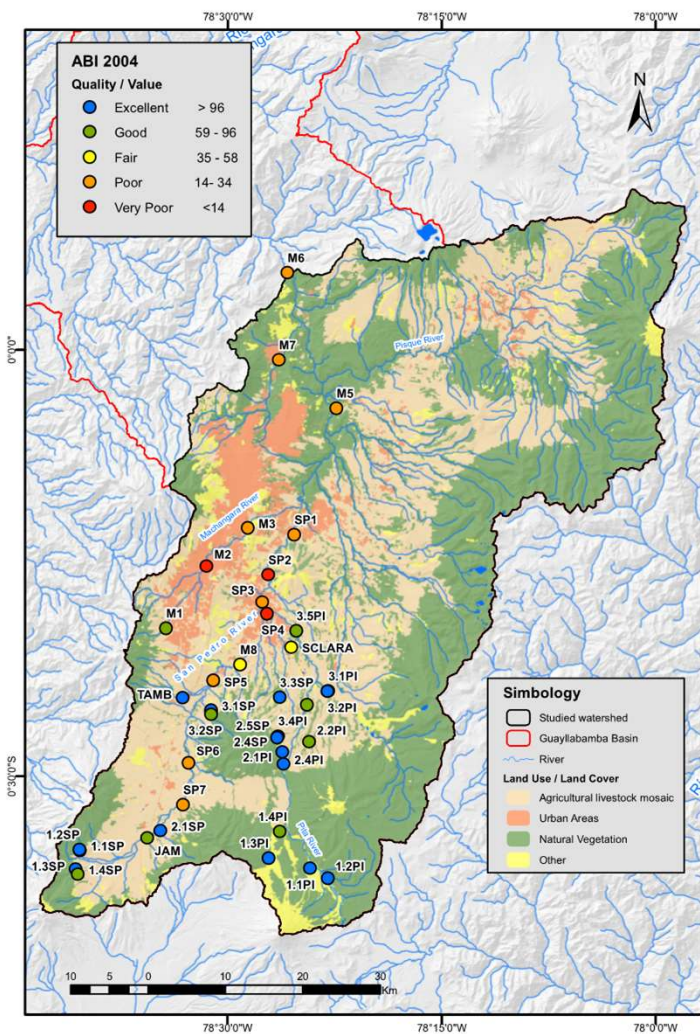 78°30'0"W 78°15'0"W 78°0'0"W
ABI 2004
Quality / Value
Excellent > 96
Good 59 - 96
Fair 35 - 58
Poor 14- 34
Very Poor <14
N
M6
0°0'0"
M7
Pisque River
M5
Machangara River
M3
SP1
M2
SP2
SP3
M1
SP4
3.5PI
San Pedro River
SCLARA
M8
SP5
3.1PI
TAMB
3.3SP
3.1SP
3.2PI
3.2SP
2.5SP
3.4PI
2.4SP
2.2PI
2.1PI
2.4PI
SP6
SP7
1.4PI
2.1SP
1.2SP
1.1SP
JAM
1.3PI
Pita River
1.3SP
1.4SP
1.2PI
1.1PI
0°30'0"S
Simbology
Studied watershed
Guayllabamba Basin
River
Land Use / Land Cover
Agricultural livestock mosaic
Urban Areas
Natural Vegetation
Other
10 5 0 10 20 30
Km
78°30'0"W 78°15'0"W 78°0'0"W